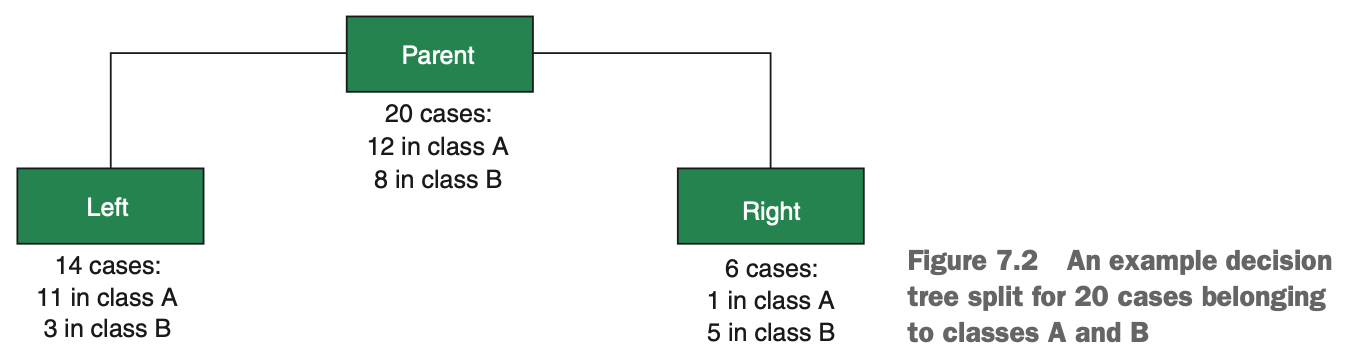 Parent
20 cases:
12 in class A
8 in class B
Left
14 cases:
11 in class A
3 in class B
Right
6 cases:
1 in class A
5 in class B
Figure 7.2 An example decision
tree split for 20 cases belonging
to classes A and B